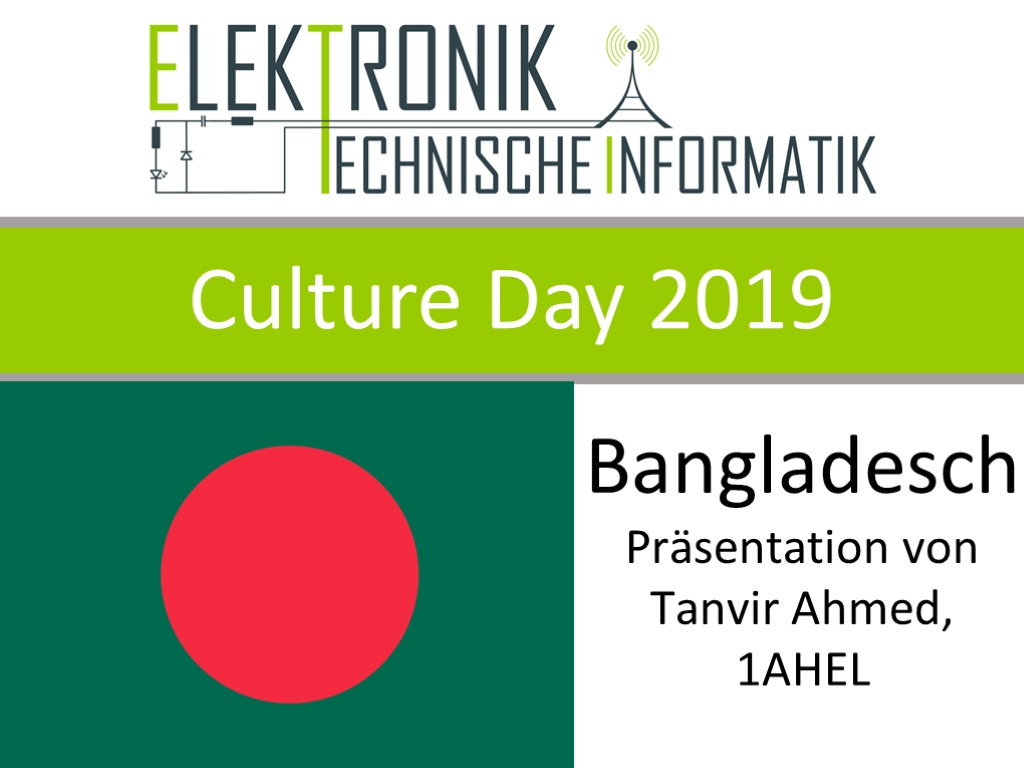 ELEKTRONIK
TECHNISCHE INFORMATIK
Culture Day 2019
Bangladesch
Präsentation von
Tanvir Ahmed,
1AHEL